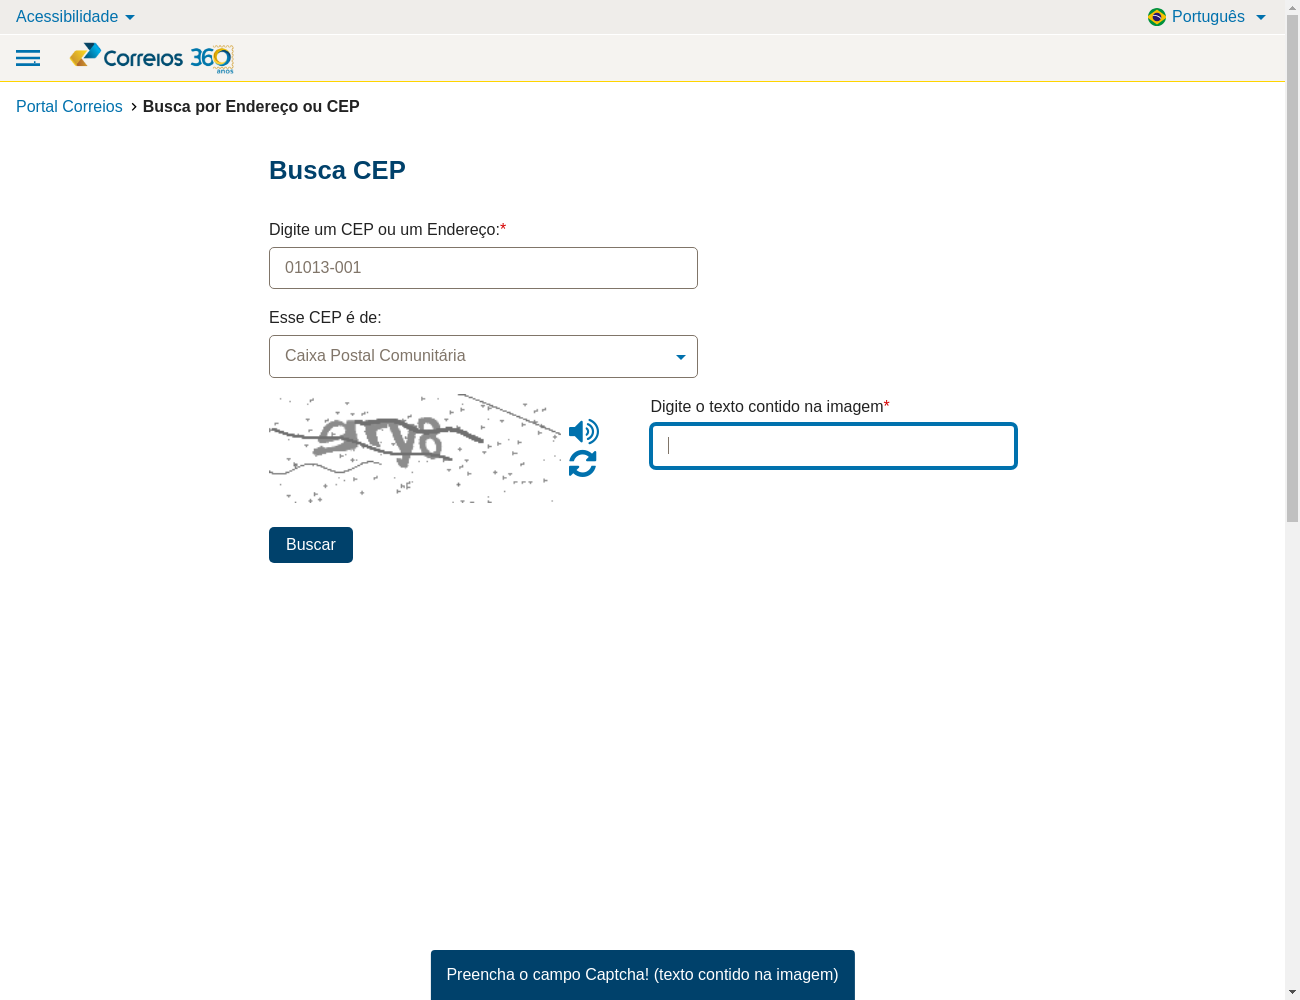 Acessibilidade
Português
Correios 360
anos
Portal Correios > Busca por Endereço ou CEP
Busca CEP
Digite um CEP ou um Endereço:*
01013-001
Esse CEP é de:
Caixa Postal Comunitária
Digite o texto contido na imagem*
Buscar
Preencha o campo Captcha! (texto contido na imagem)